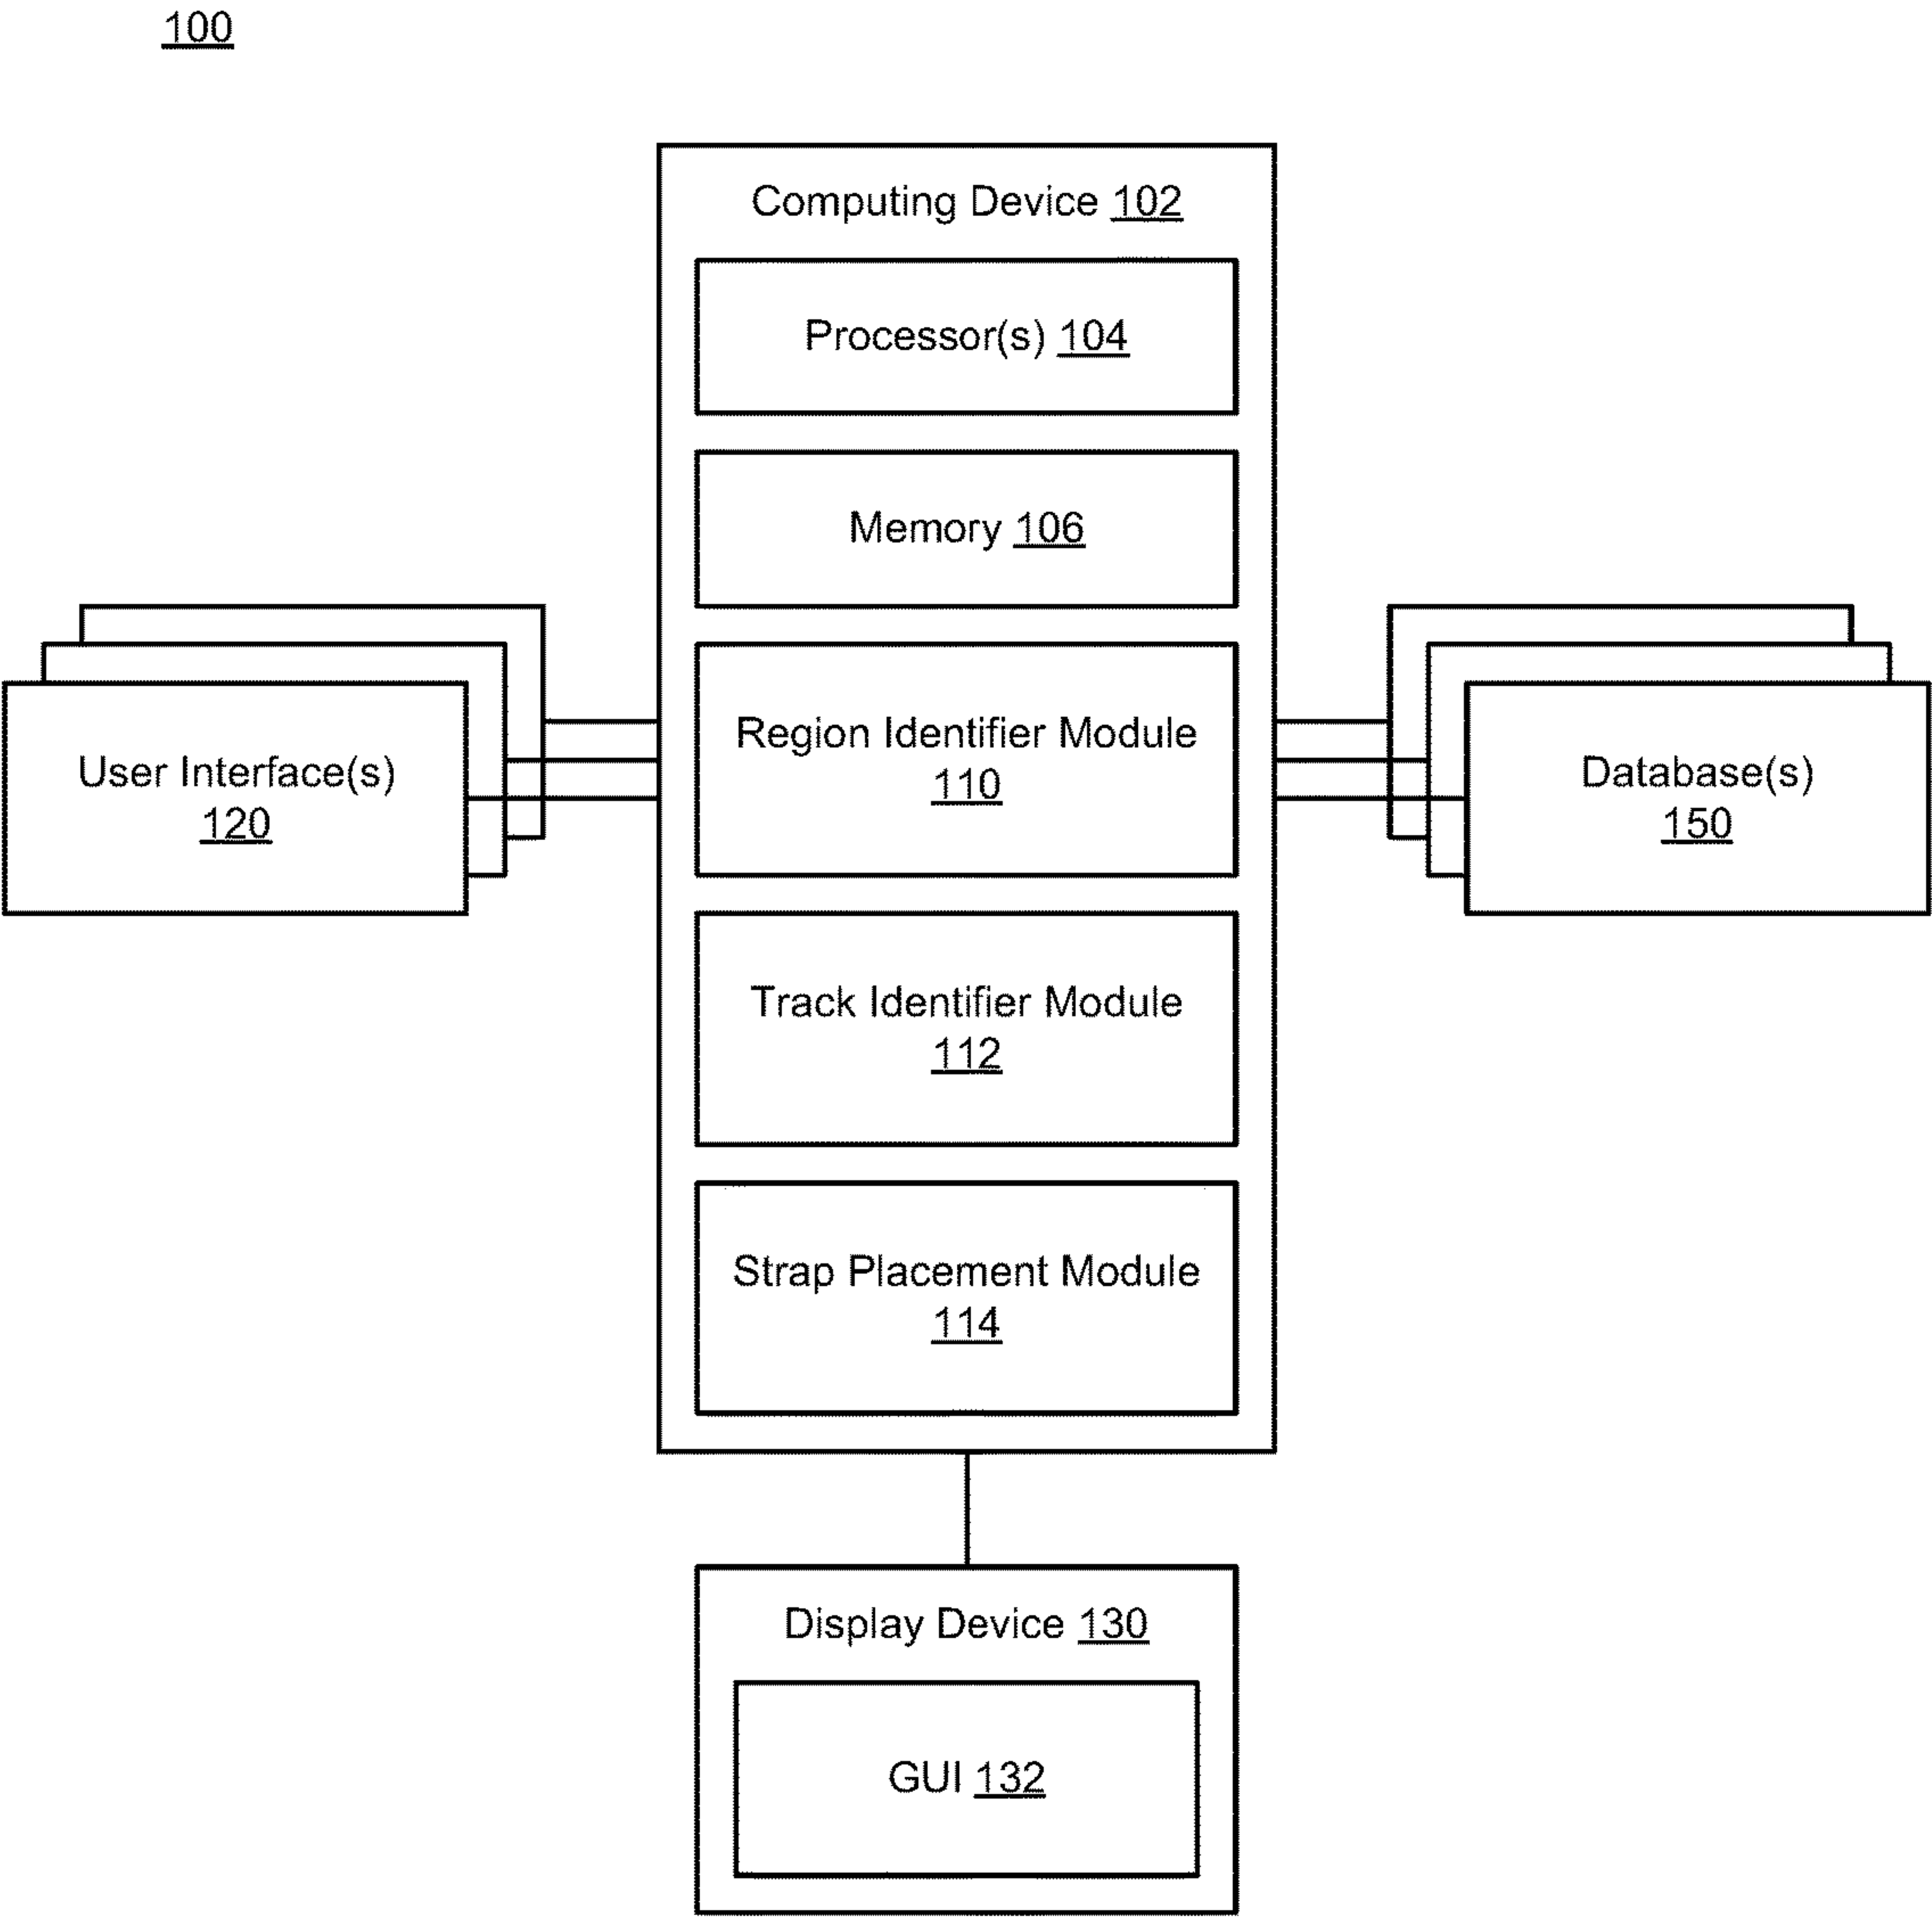 100
Computing Device 102
Processor(s) 104
Memory 106
Region Identifier Module
110
User Interface(s)
120
Database(s)
150
Track Identifier Module
112
Strap Placement Module
114
Display Device 130
GUI 132